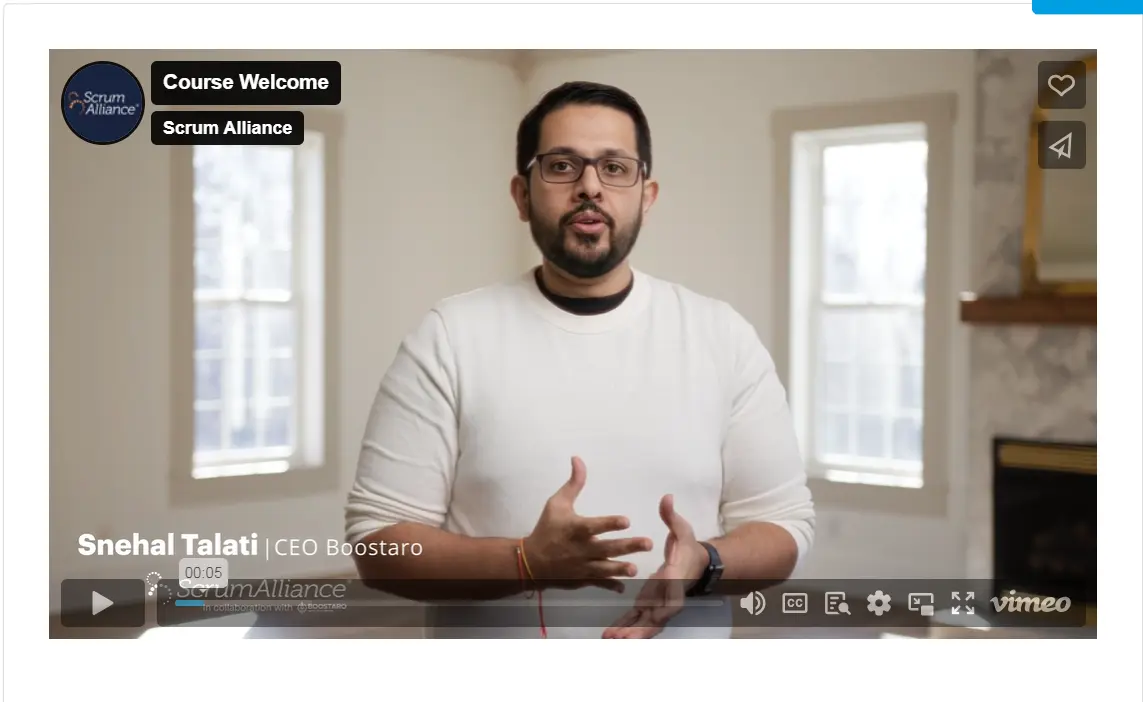 Course Welcome
Scrum
Alliance
Scrum Alliance
Snehal Talati | CEO Boostaro
00:05
ScrumAlliance
In collaboration with BOOSTARO
CC
vimeo